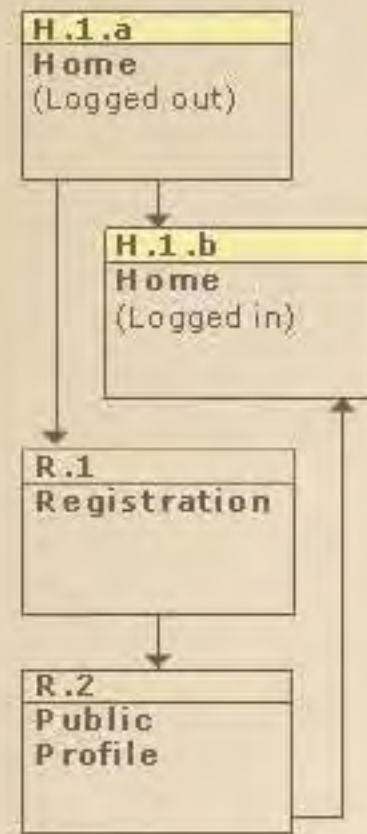 H.1.a
Home
(Logged out)
H.1.b
Home
(Logged in)
R.1
Registration
R.2
Public
Profile